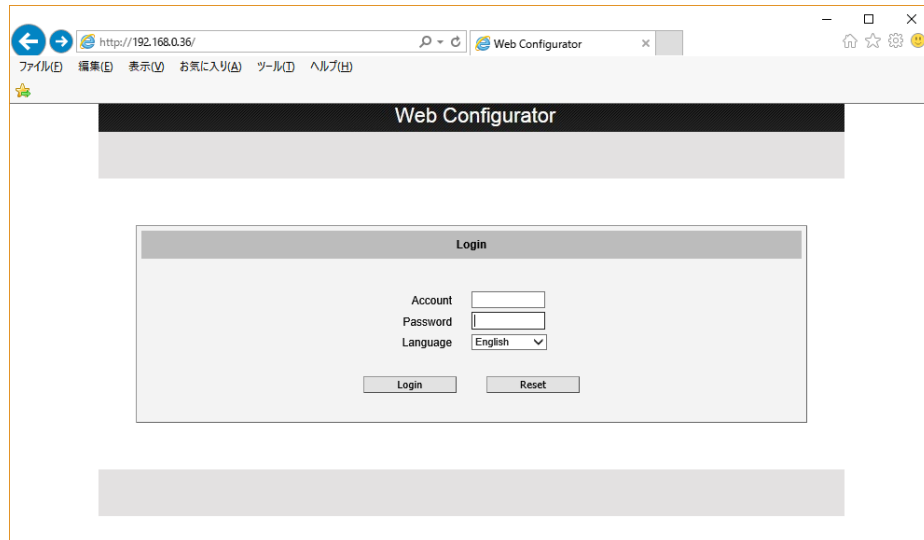 http://192.168.0.36/
Web Configurator
ファイル(F) 編集(E) 表示(V) お気に入り(A) ツール(T) ヘルプ(H)
Web Configurator
Login
Account
Password
Language English
Login Reset